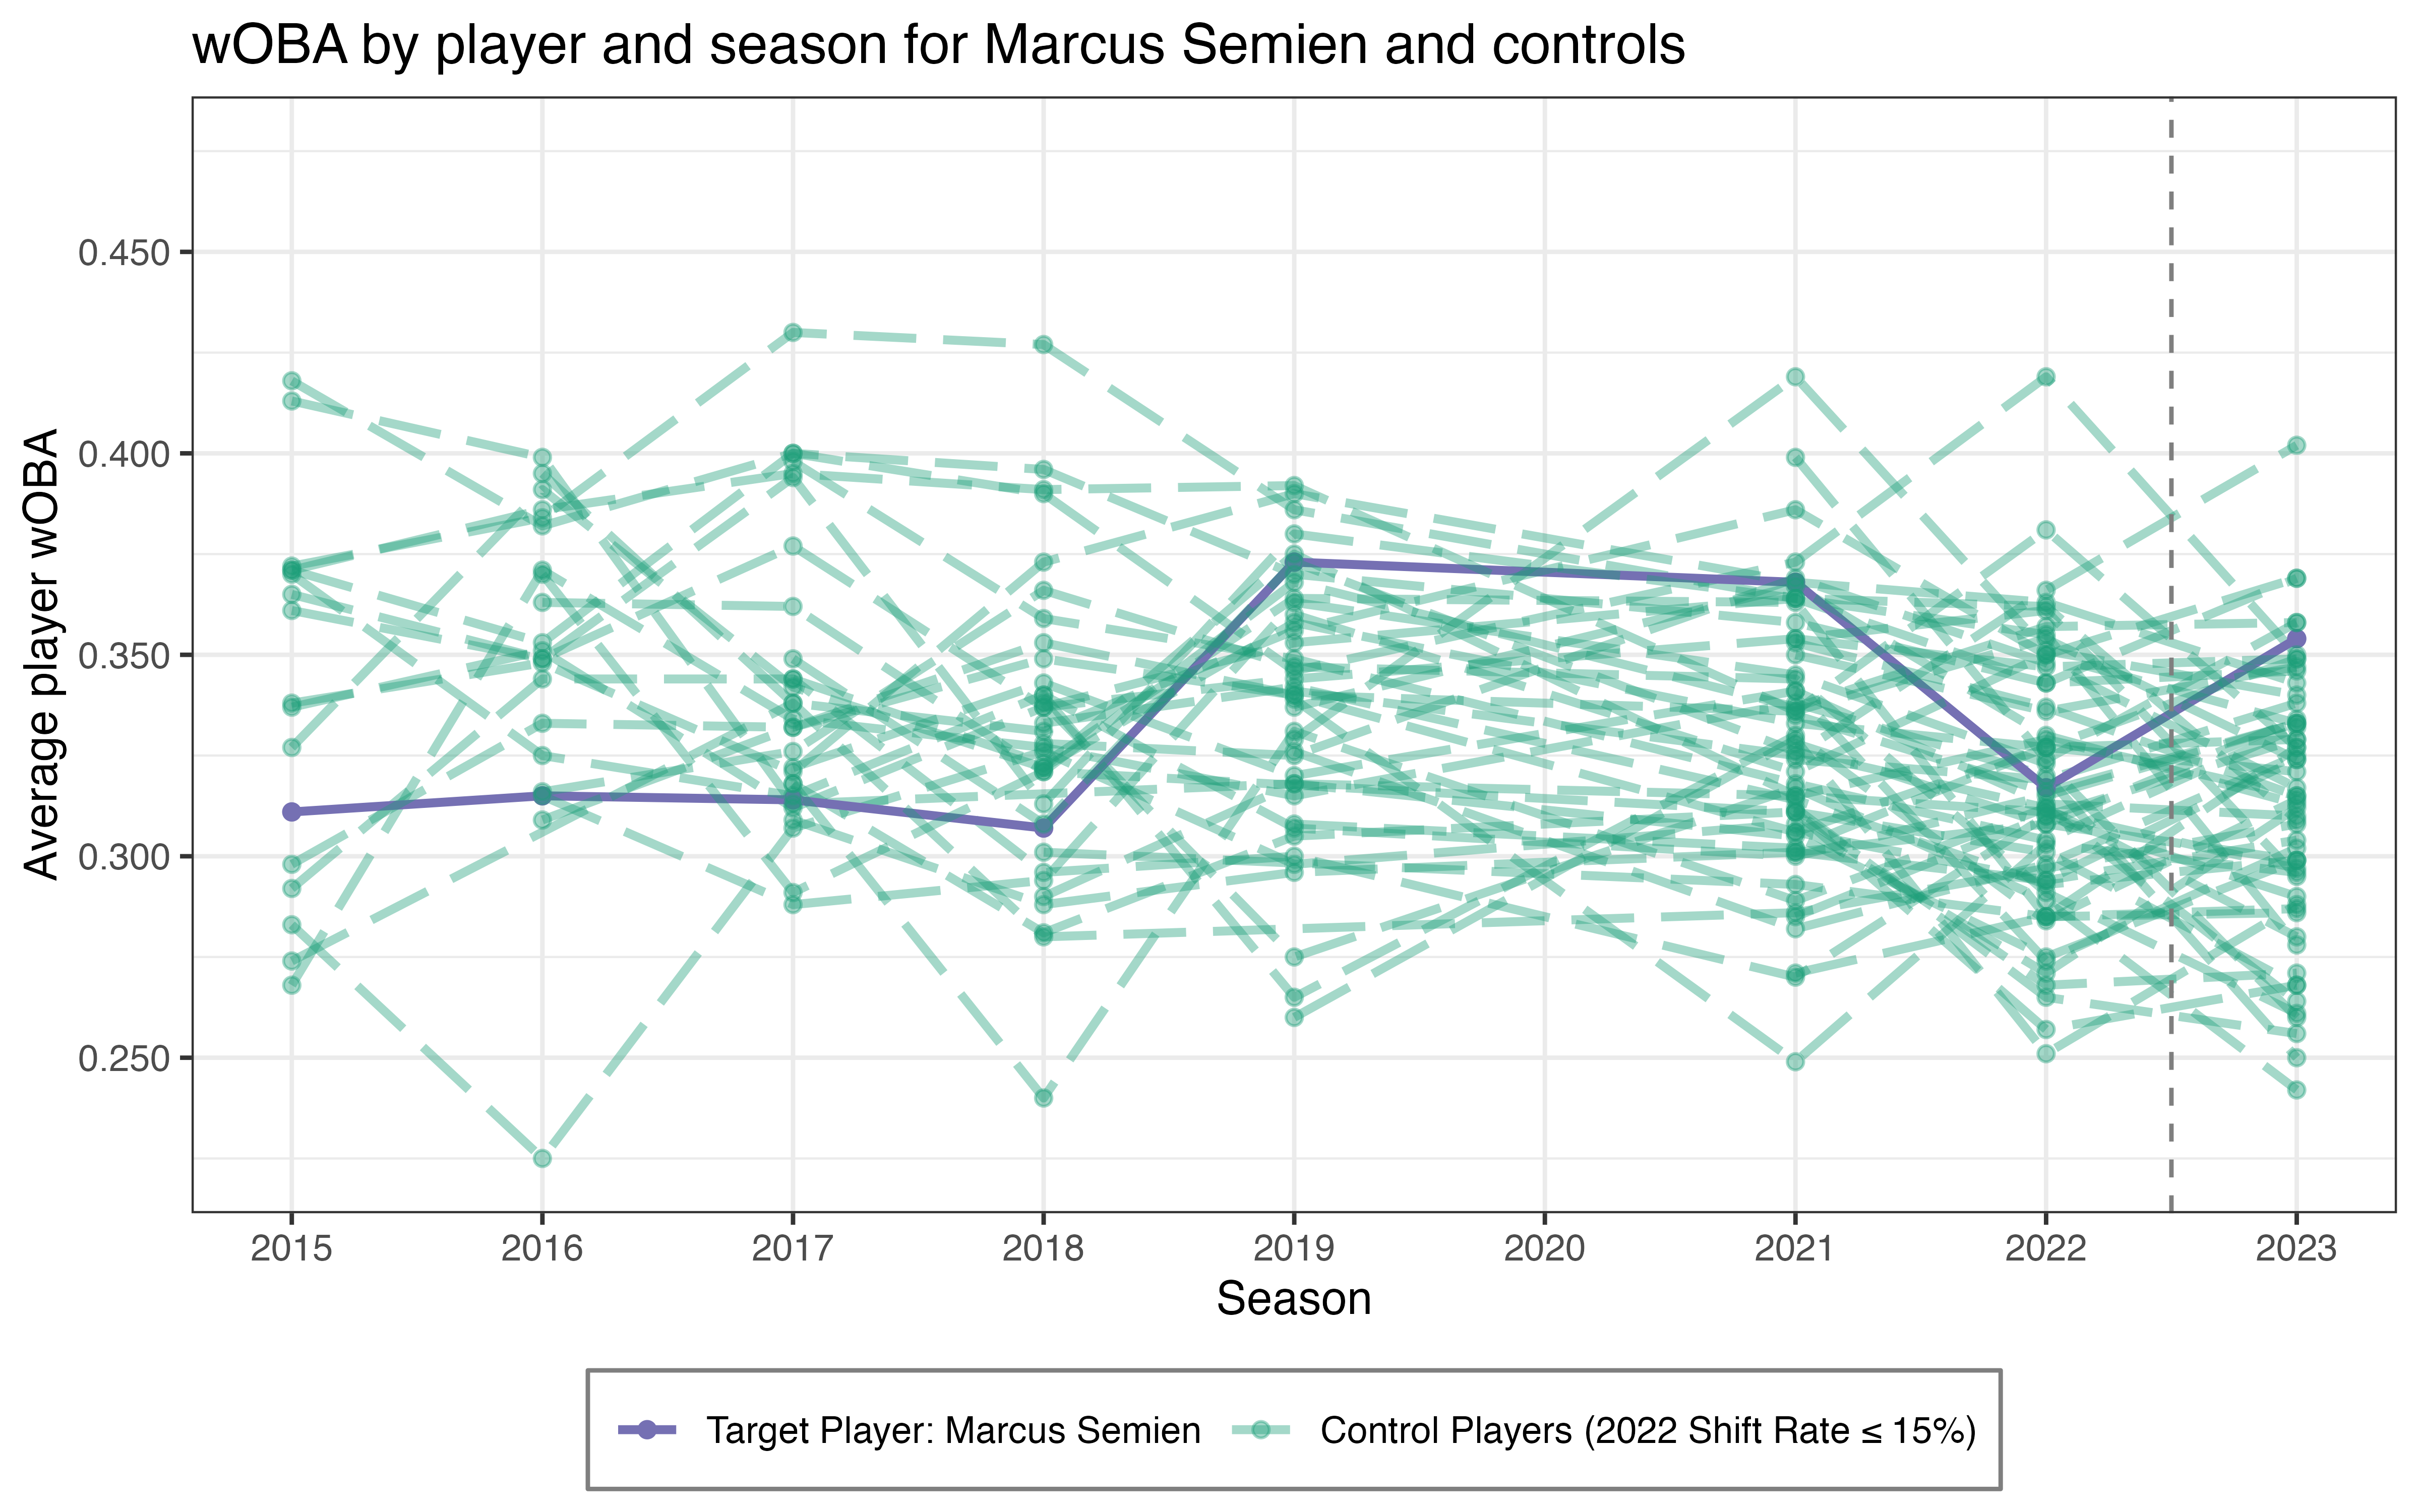 wOBA by player and season for Marcus Semien and controls
Average player wOBA
0.450
0.400
0.350
0.300
0.250
2015 2016 2017 2018 2019 2020 2021 2022 2023
Season
Target Player: Marcus Semien Control Players (2022 Shift Rate ≤ 15%)